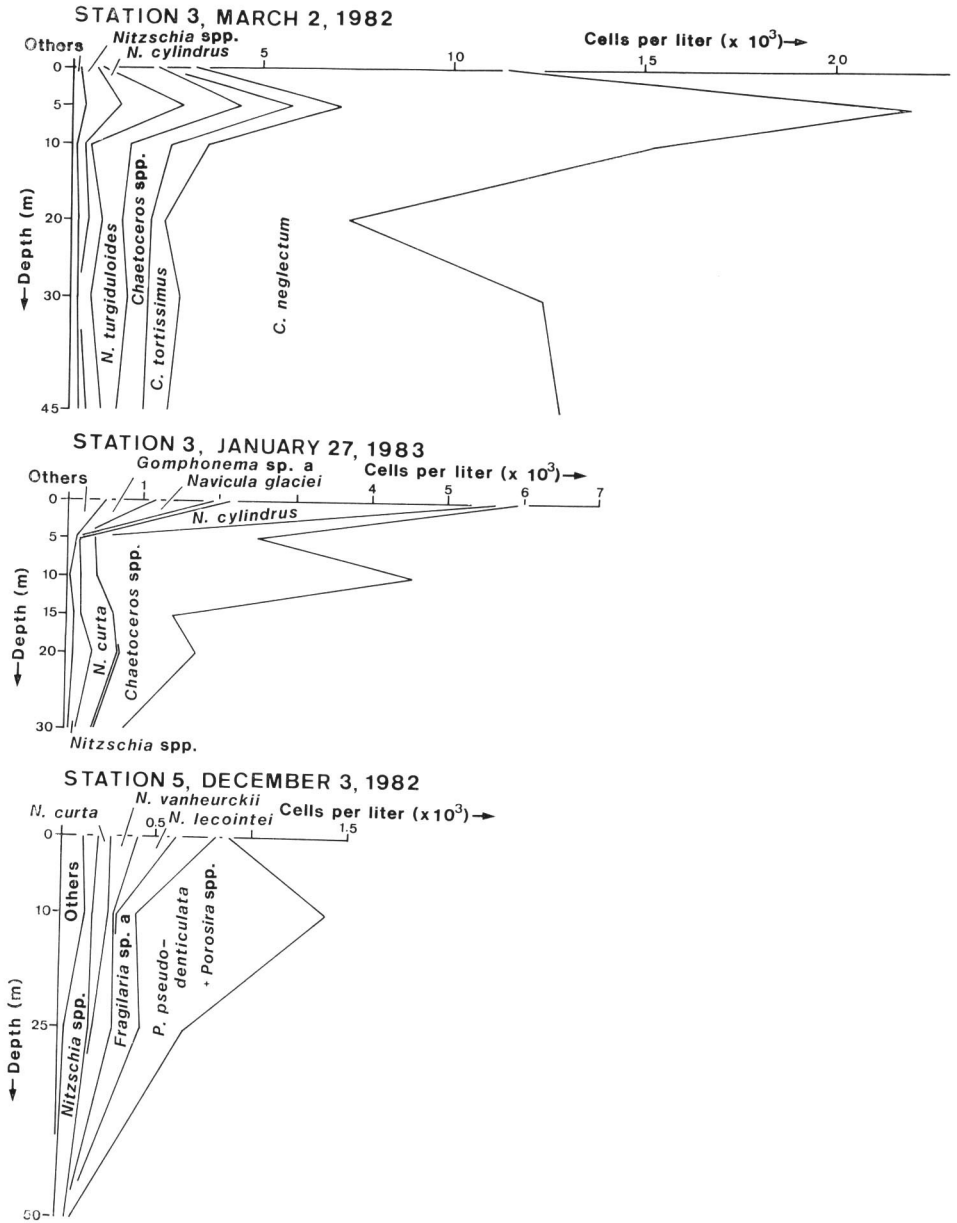 STATION 3, MARCH 2, 1982
Others
Nitzschia spp.
N. cylindrus
5
10
15
20
Cells per liter (x 10³)→
0
5
10
20
30
45
←Depth (m)
N. turgiduloides
Chaetoceros spp.
C. tortissimus
C. neglectum
STATION 3, JANUARY 27, 1983
Others
Gomphonema sp. a
Navicula glaciei
N. cylindrus
Cells per liter (x 10³)→
1
4
5
6
7
0
5
10
15
20
30
←Depth (m)
N. curta
Chaetoceros spp.
Nitzschia spp.
STATION 5, DECEMBER 3, 1982
N. curta
N. vanheurckii
N. lecointei
Cells per liter (x10³)→
0.5
1
1.5
0
10
25
50
←Depth (m)
Others
Nitzschia spp.
Fragilaria sp. a
P. pseudo-
denticulata
+ Porosira spp.